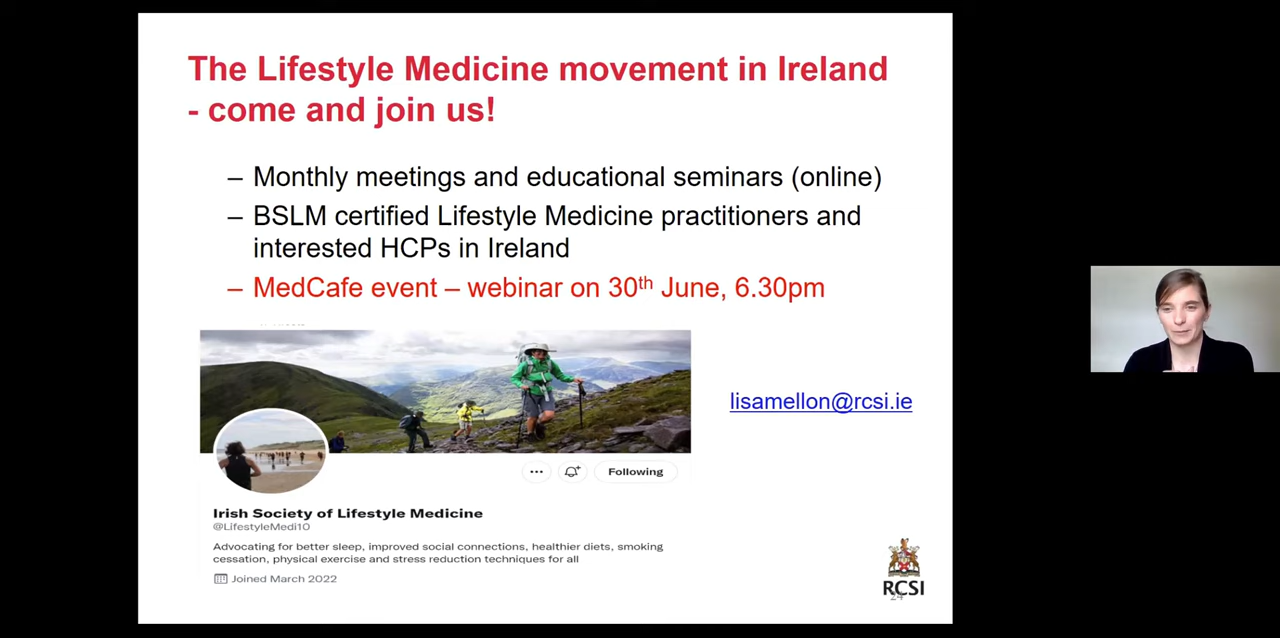 The Lifestyle Medicine movement in Ireland
- come and join us!
– Monthly meetings and educational seminars (online)
– BSLM certified Lifestyle Medicine practitioners and
interested HCPs in Ireland
– MedCafe event – webinar on 30th June, 6.30pm
lisamellon@rcsi.ie
Following
Irish Society of Lifestyle Medicine
@LifestyleMedi10
Advocating for better sleep, improved social connections, healthier diets, smoking
cessation, physical exercise and stress reduction techniques for all
Joined March 2022
RCSI
24